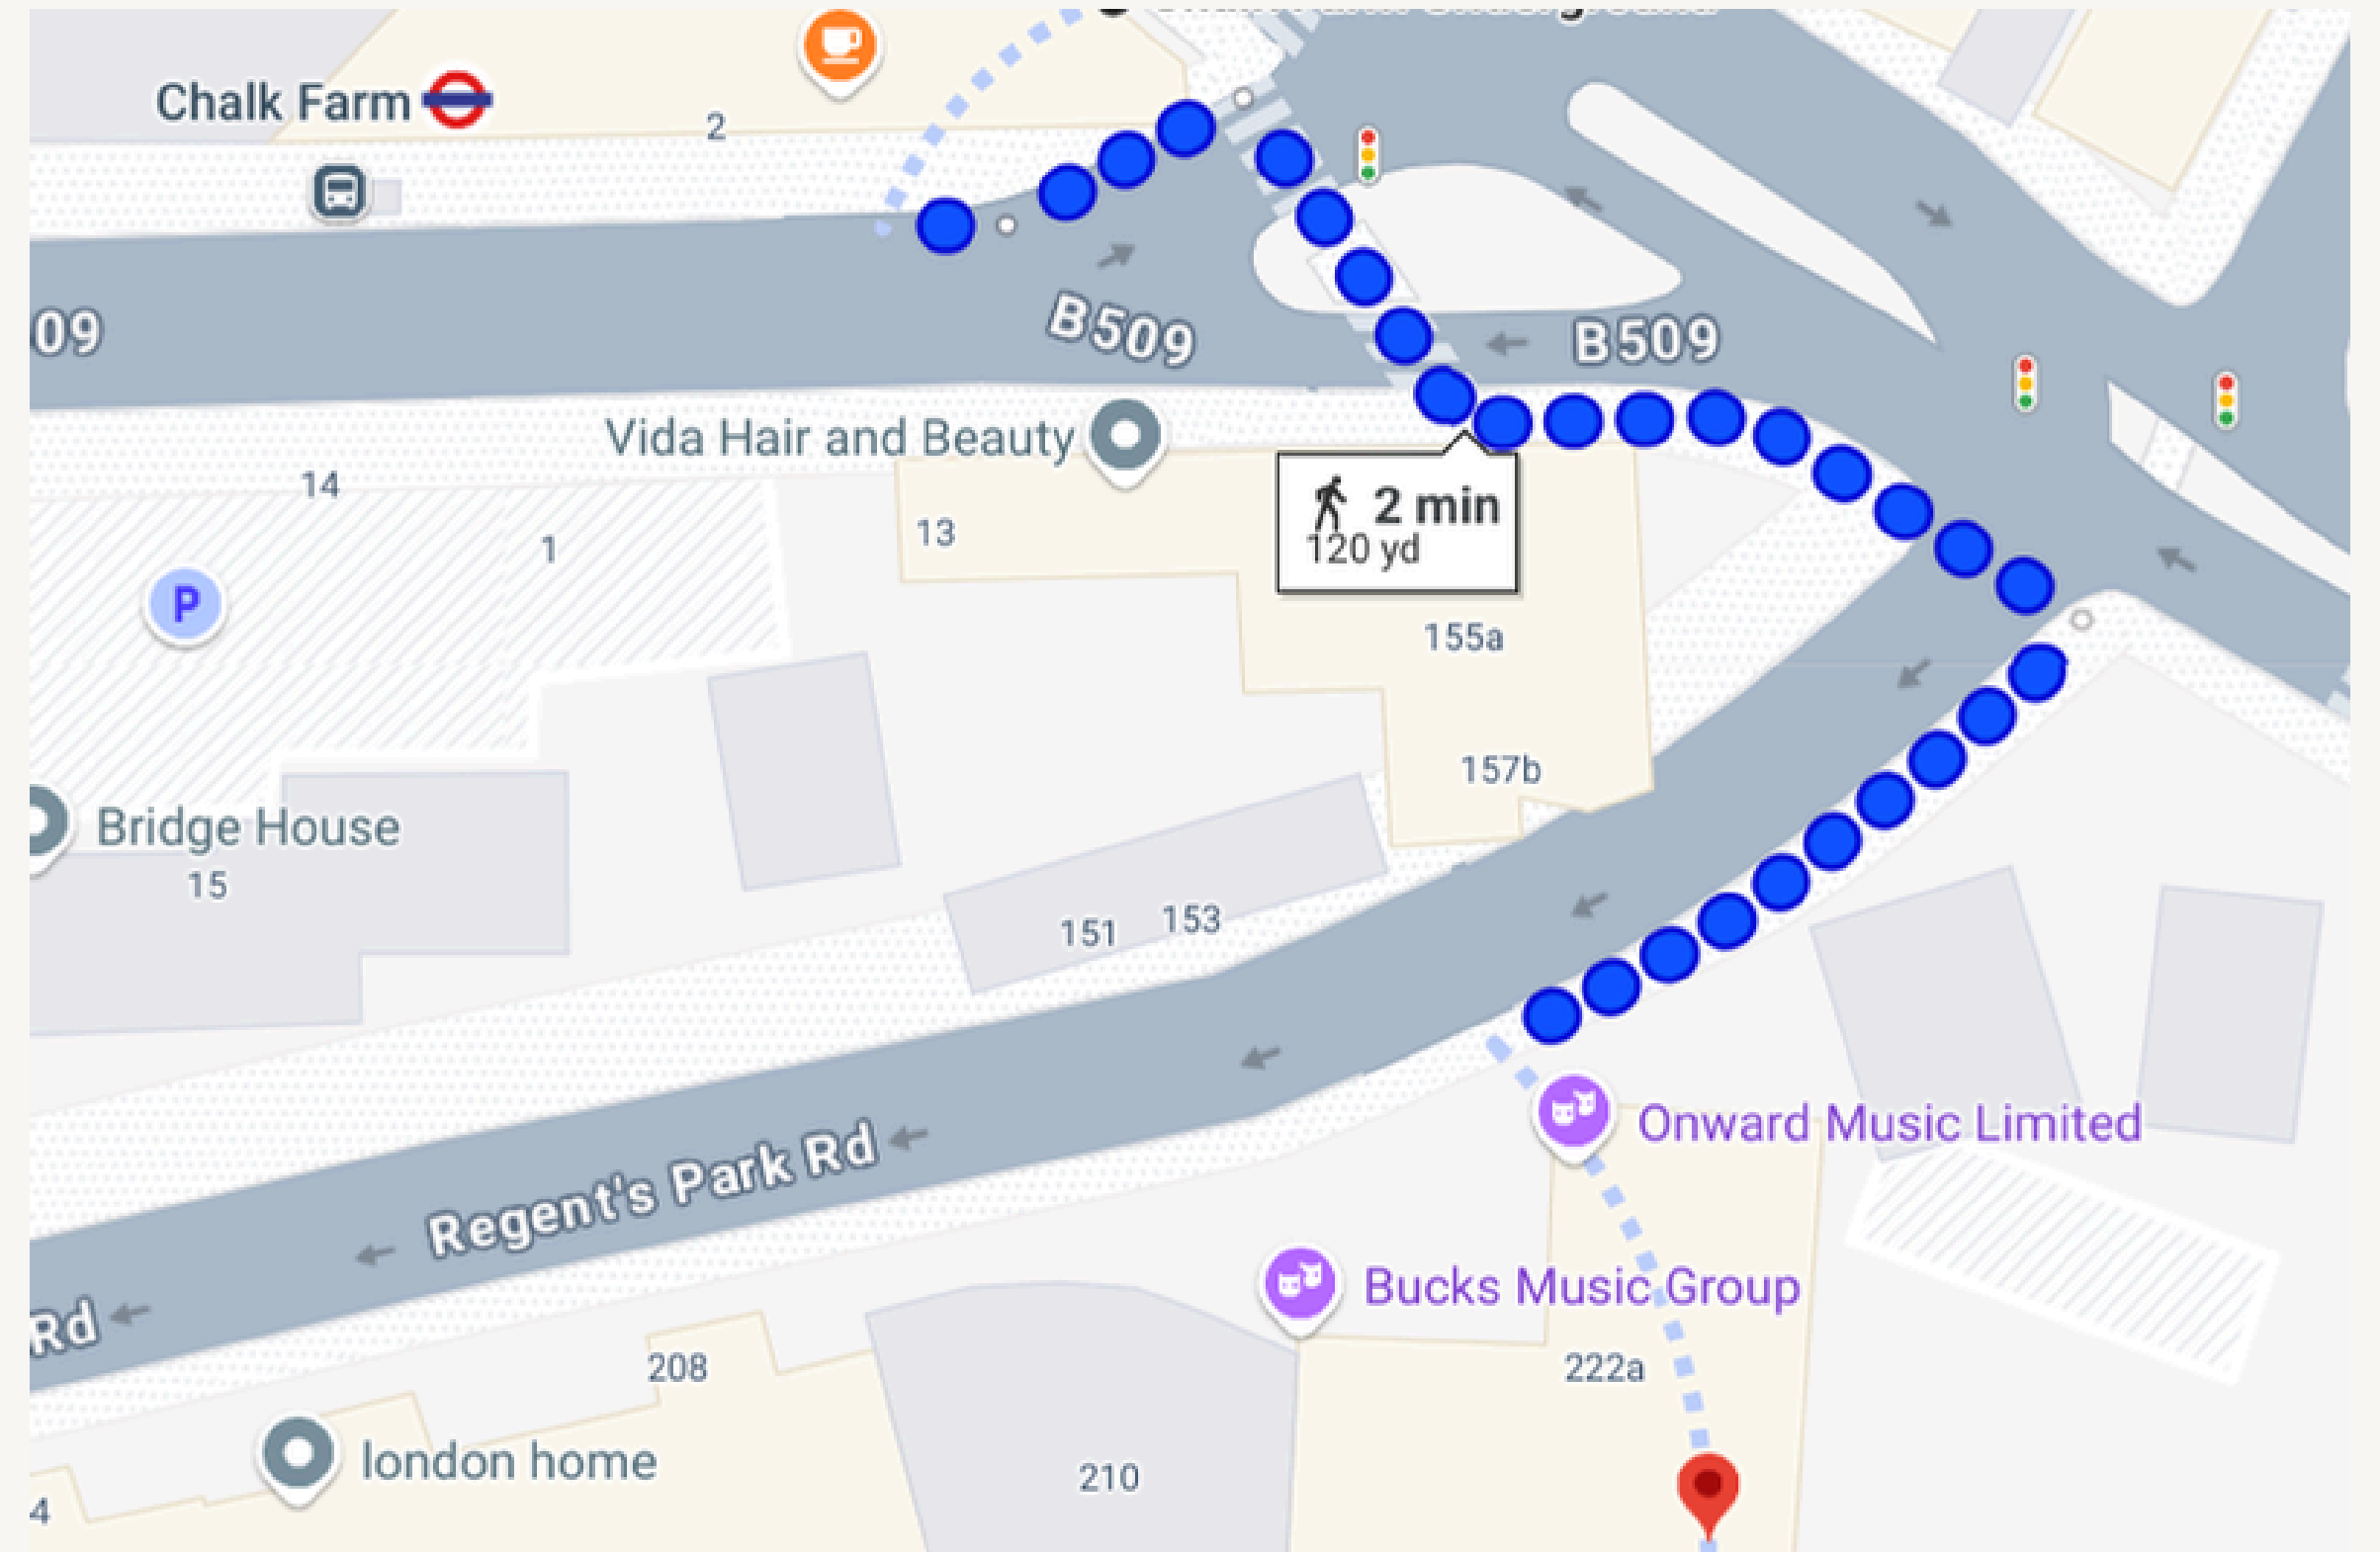 Chalk Farm
2
09
B509
B509
Vida Hair and Beauty
14
1
13
2 min
120 yd
P
155a
157b
Bridge House
15
151
153
Onward Music Limited
Regent's Park Rd
Bucks Music Group
Rd
208
222a
london home
210
4